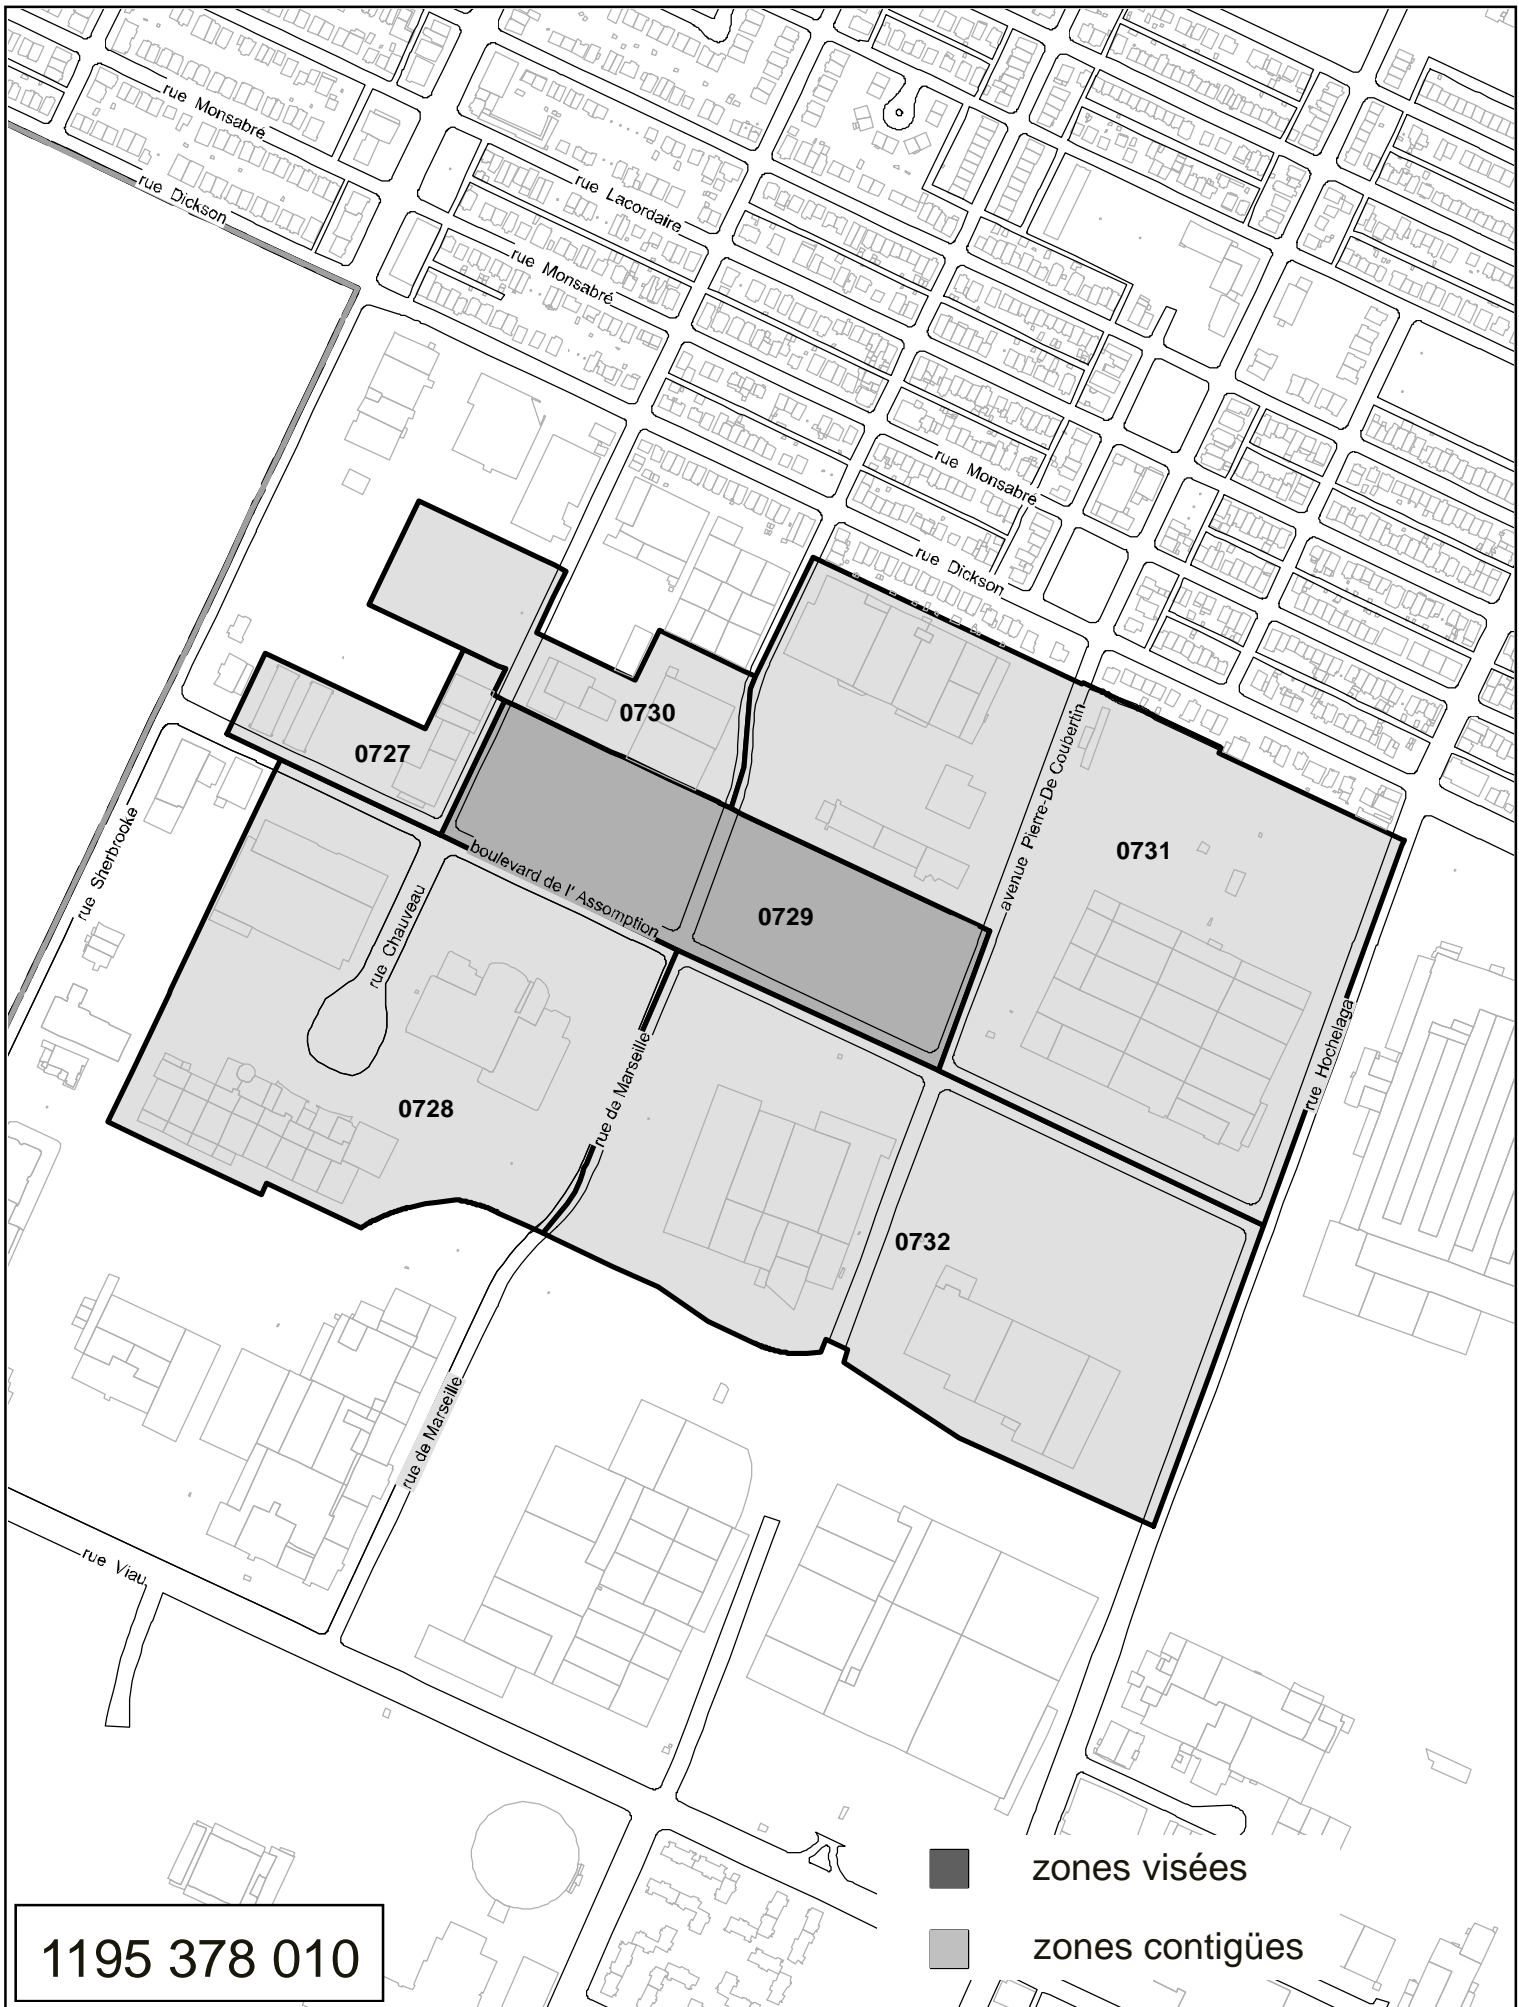 rue Monsabré
rue Dickson
rue Lacordaire
rue Monsabré
rue Monsabré
rue Dickson
0730
0727
avenue Pierre-De Coubertin
0731
rue Sherbrooke
boulevard de l' Assomption
0729
rue Chauveau
rue Hochelaga
rue de Marseille
0728
0732
rue de Marseille
rue Viau
zones visées
zones contigües
1195 378 010